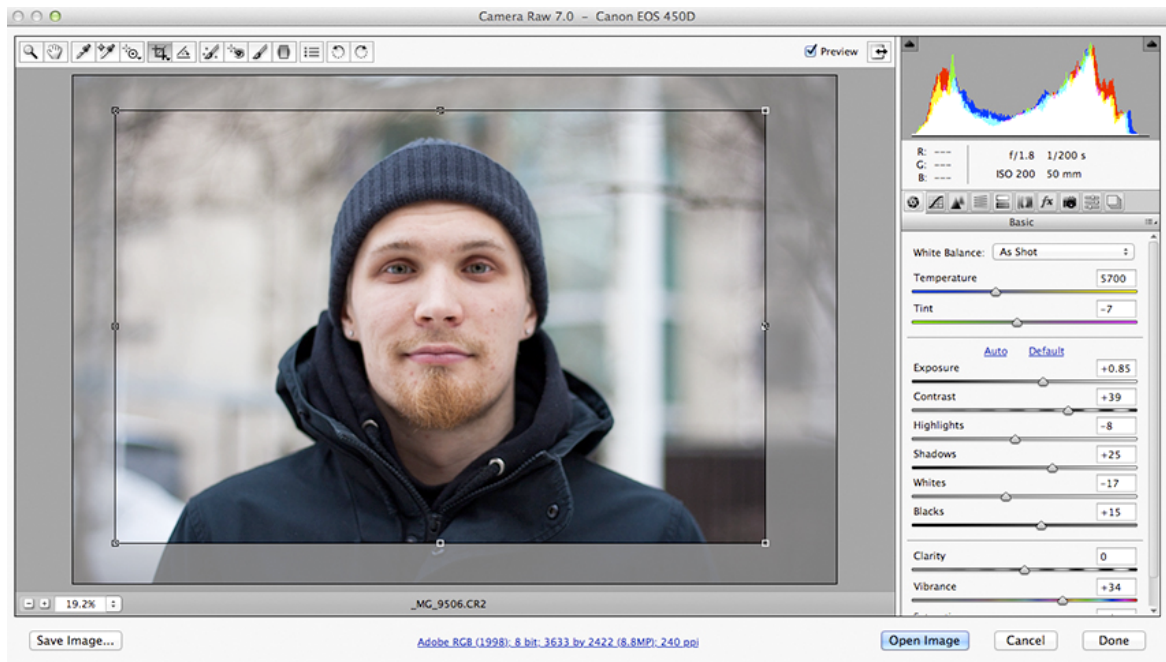 Camera Raw 7.0 – Canon EOS 450D
Preview
R: ---
G: ---
B: ---
f/1.8 1/200 s
ISO 200 50 mm
fx
Basic
White Balance: As Shot
Temperature 5700
Tint -7
Auto Default
Exposure +0.85
Contrast +39
Highlights -8
Shadows +25
Whites -17
Blacks +15
Clarity 0
Vibrance +34
19.2%
_MG_9506.CR2
Save Image...
Adobe RGB (1998); 8 bit; 3633 by 2422 (8.8MP); 240 ppi
Open Image
Cancel
Done